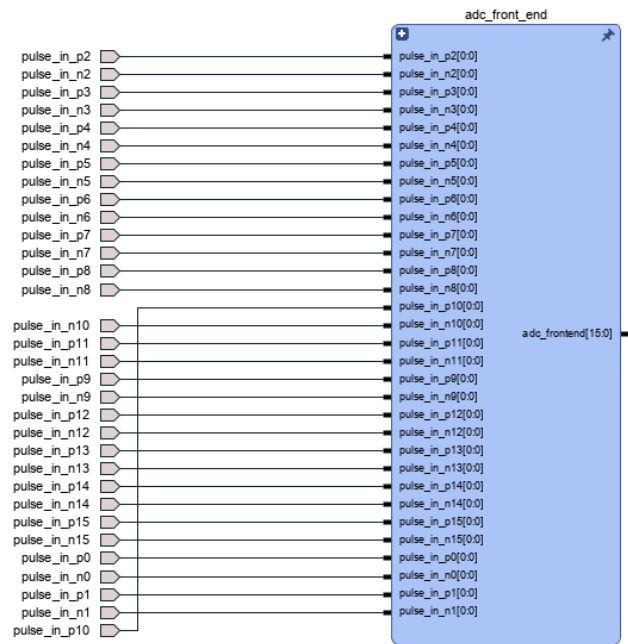 adc_front_end
pulse_in_p2 pulse_in_p2[0:0]
pulse_in_n2 pulse_in_n2[0:0]
pulse_in_p3 pulse_in_p3[0:0]
pulse_in_n3 pulse_in_n3[0:0]
pulse_in_p4 pulse_in_p4[0:0]
pulse_in_n4 pulse_in_n4[0:0]
pulse_in_p5 pulse_in_p5[0:0]
pulse_in_n5 pulse_in_n5[0:0]
pulse_in_p6 pulse_in_p6[0:0]
pulse_in_n6 pulse_in_n6[0:0]
pulse_in_p7 pulse_in_p7[0:0]
pulse_in_n7 pulse_in_n7[0:0]
pulse_in_p8 pulse_in_p8[0:0]
pulse_in_n8 pulse_in_n8[0:0]
pulse_in_p10[0:0]
pulse_in_n10 pulse_in_n10[0:0] adc_frontend[15:0]
pulse_in_p11 pulse_in_p11[0:0]
pulse_in_n11 pulse_in_n11[0:0]
pulse_in_p9 pulse_in_p9[0:0]
pulse_in_n9 pulse_in_n9[0:0]
pulse_in_p12 pulse_in_p12[0:0]
pulse_in_n12 pulse_in_n12[0:0]
pulse_in_p13 pulse_in_p13[0:0]
pulse_in_n13 pulse_in_n13[0:0]
pulse_in_p14 pulse_in_p14[0:0]
pulse_in_n14 pulse_in_n14[0:0]
pulse_in_p15 pulse_in_p15[0:0]
pulse_in_n15 pulse_in_n15[0:0]
pulse_in_p0 pulse_in_p0[0:0]
pulse_in_n0 pulse_in_n0[0:0]
pulse_in_p1 pulse_in_p1[0:0]
pulse_in_n1 pulse_in_n1[0:0]
pulse_in_p10